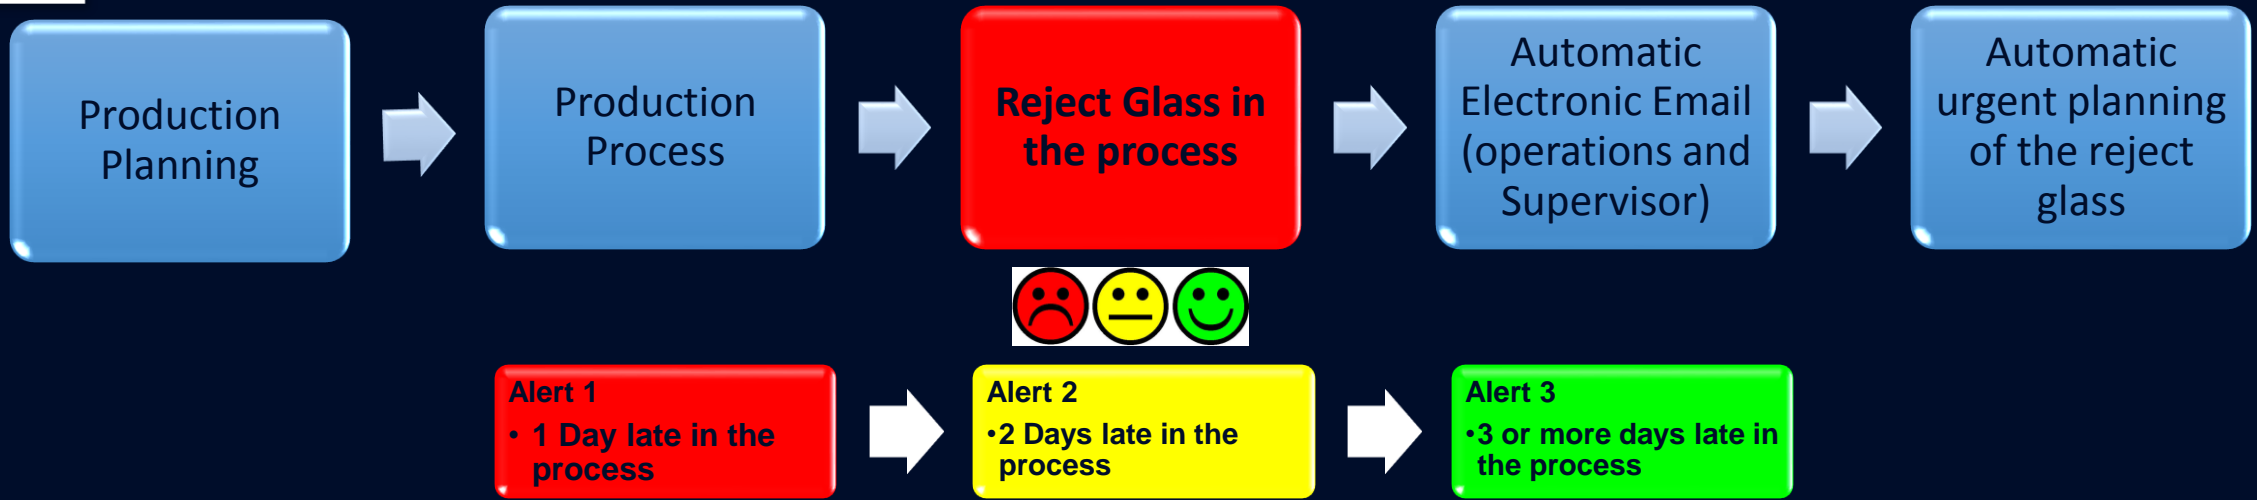 Production
Planning
Production
Process
Reject Glass in
the process
Automatic
Electronic Email
(operations and
Supervisor)
Automatic
urgent planning
of the reject
glass
Alert 1
• 1 Day late in the
process
Alert 2
•2 Days late in the
process
Alert 3
•3 or more days late in
the process